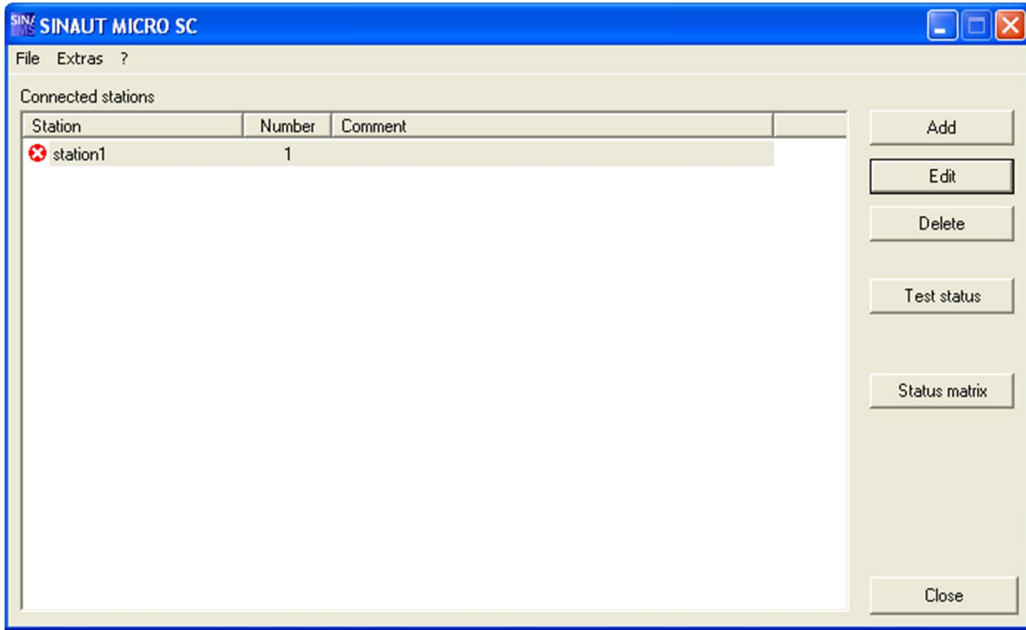 SINAUT MICRO SC
File Extras ?
Connected stations
Station Number Comment
station1 1
Add
Edit
Delete
Test status
Status matrix
Close